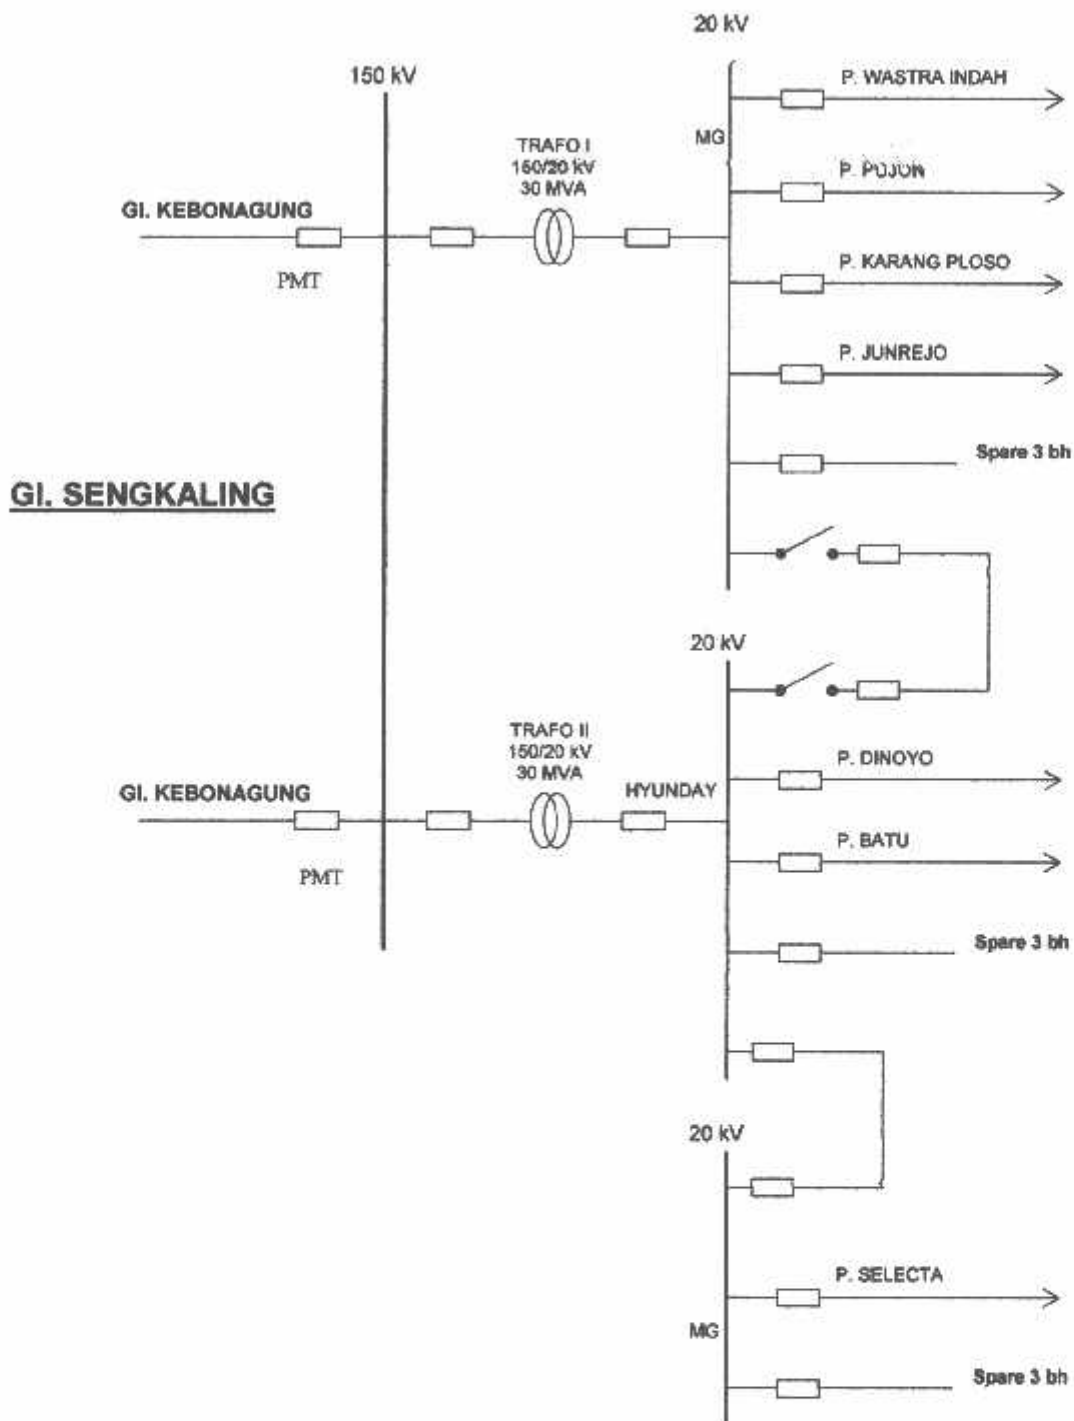 20 kV
150 kV
P. WASTRA INDAH
MG
TRAFO I
150/20 kV
30 MVA
P. PUJON
GI. KEBONAGUNG
PMT
P. KARANG PLOSO
P. JUNREJO
Spare 3 bh
GI. SENGKALING
20 kV
TRAFO II
150/20 kV
30 MVA
P. DINOYO
GI. KEBONAGUNG
HYUNDAY
P. BATU
PMT
Spare 3 bh
20 kV
P. SELECTA
MG
Spare 3 bh